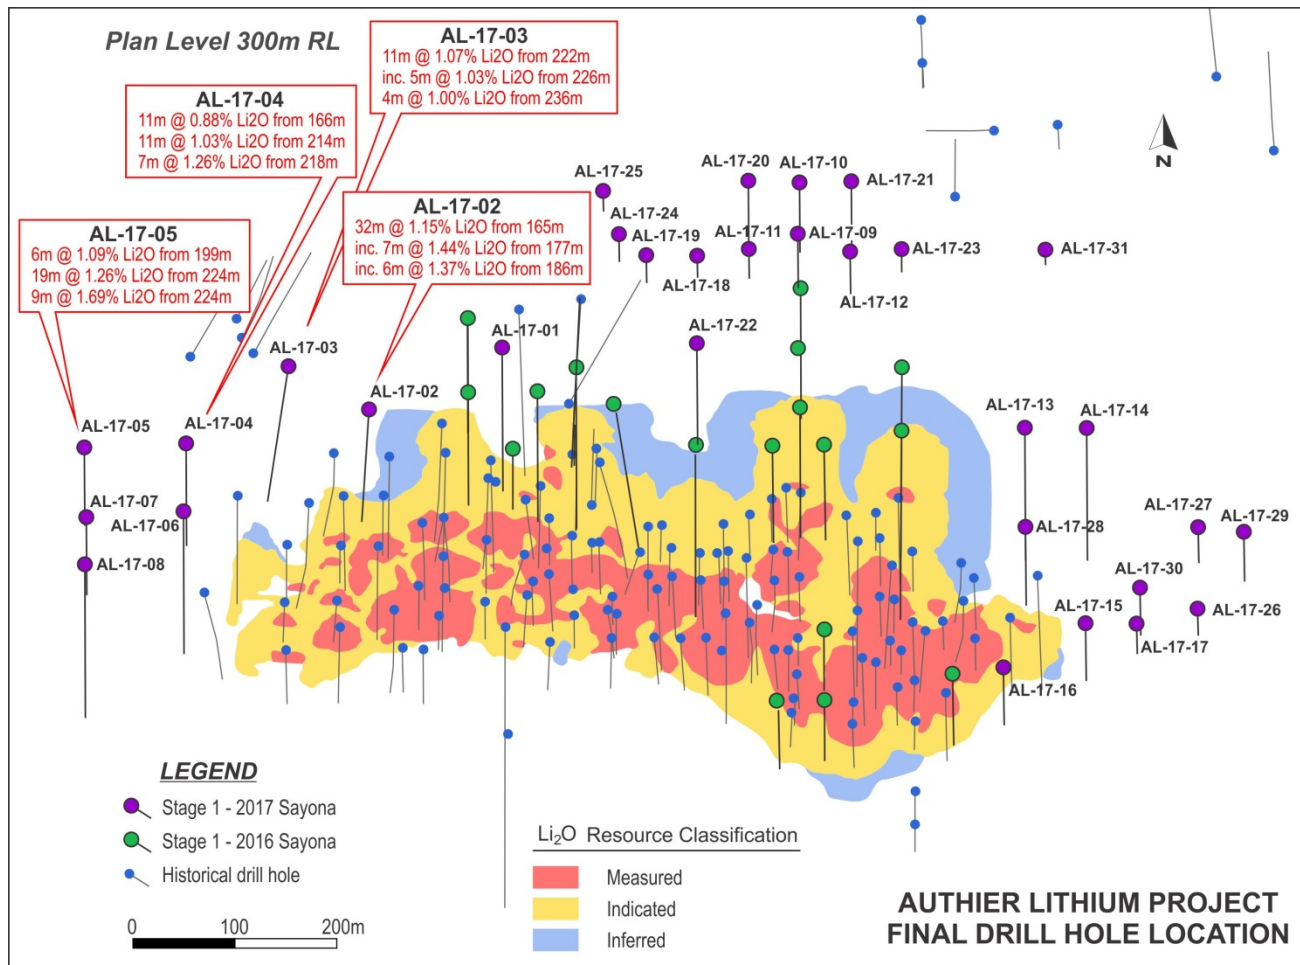 Plan Level 300m RL
AL-17-03
11m @ 1.07% Li2O from 222m
inc. 5m @ 1.03% Li2O from 226m
4m @ 1.00% Li2O from 236m
AL-17-04
11m @ 0.88% Li2O from 166m
11m @ 1.03% Li2O from 214m
7m @ 1.26% Li2O from 218m
AL-17-02
32m @ 1.15% Li2O from 165m
inc. 7m @ 1.44% Li2O from 177m
inc. 6m @ 1.37% Li2O from 186m
AL-17-05
6m @ 1.09% Li2O from 199m
19m @ 1.26% Li2O from 224m
9m @ 1.69% Li2O from 224m
N
AL-17-25
AL-17-20
AL-17-10
AL-17-21
AL-17-24
AL-17-19
AL-17-11
AL-17-09
AL-17-23
AL-17-31
AL-17-18
AL-17-12
AL-17-01
AL-17-22
AL-17-03
AL-17-02
AL-17-05
AL-17-04
AL-17-13
AL-17-14
AL-17-07
AL-17-06
AL-17-08
AL-17-28
AL-17-27
AL-17-29
AL-17-30
AL-17-15
AL-17-26
AL-17-17
AL-17-16
LEGEND
Stage 1 - 2017 Sayona
Stage 1 - 2016 Sayona
Historical drill hole
0 100 200m
Li₂O Resource Classification
Measured
Indicated
Inferred
AUTHIER LITHIUM PROJECT
FINAL DRILL HOLE LOCATION